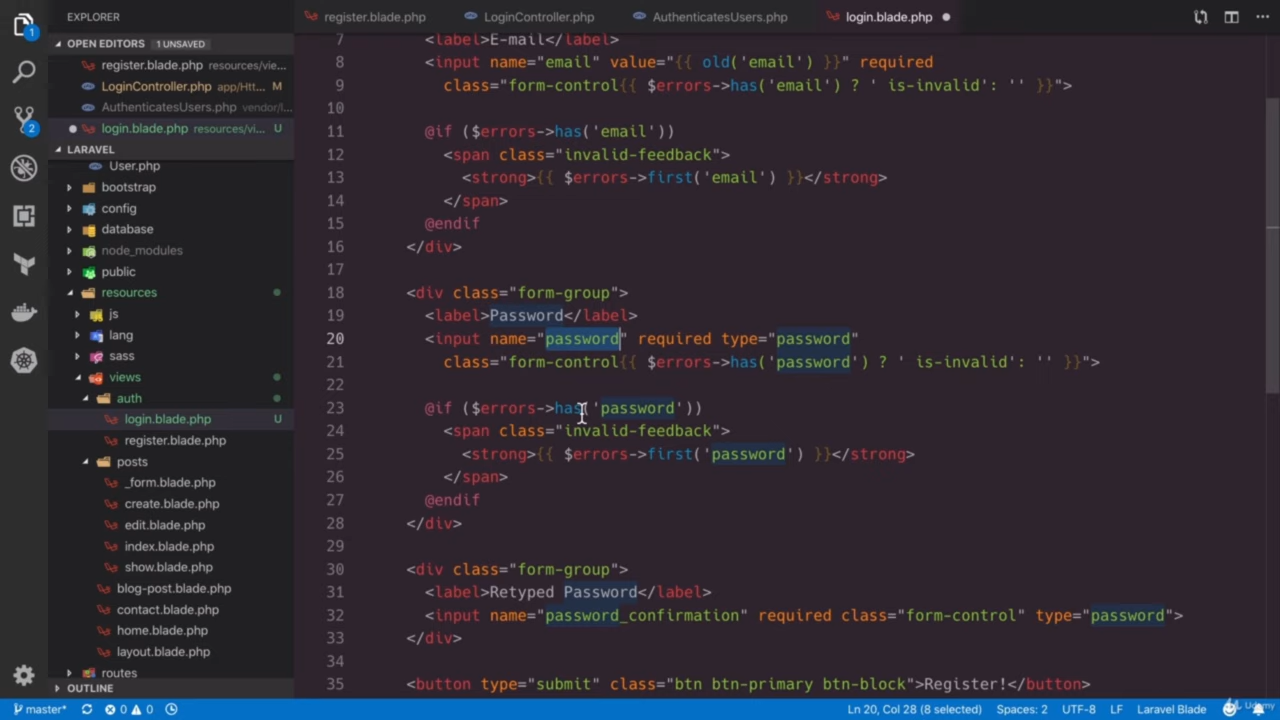 EXPLORER
register.blade.php
LoginController.php
AuthenticatesUsers.php
login.blade.php
OPEN EDITORS 1 UNSAVED
register.blade.php resources/vie...
LoginController.php app/Htt... M
AuthenticatesUsers.php vendor/l...
login.blade.php resources/vi... U
LARAVEL
User.php
bootstrap
config
database
node_modules
public
resources
js
lang
sass
views
auth
login.blade.php U
register.blade.php
posts
_form.blade.php
create.blade.php
edit.blade.php
index.blade.php
show.blade.php
blog-post.blade.php
contact.blade.php
home.blade.php
layout.blade.php
routes
OUTLINE
1
2
7 <label>E-mail</label>
8 <input name="email" value="{{ old('email') }}" required
9 class="form-control{{ $errors->has('email') ? ' is-invalid': '' }}">
10
11 @if ($errors->has('email'))
12 <span class="invalid-feedback">
13 <strong>{{ $errors->first('email') }}</strong>
14 </span>
15 @endif
16 </div>
17
18 <div class="form-group">
19 <label>Password</label>
20 <input name="password" required type="password"
21 class="form-control{{ $errors->has('password') ? ' is-invalid': '' }}">
22
23 @if ($errors->has('password'))
24 <span class="invalid-feedback">
25 <strong>{{ $errors->first('password') }}</strong>
26 </span>
27 @endif
28 </div>
29
30 <div class="form-group">
31 <label>Retyped Password</label>
32 <input name="password_confirmation" required class="form-control" type="password">
33 </div>
34
35 <button type="submit" class="btn btn-primary btn-block">Register!</button>
master* 0 0 Ln 20, Col 28 (8 selected) Spaces: 2 UTF-8 LF Laravel Blade
Udemy